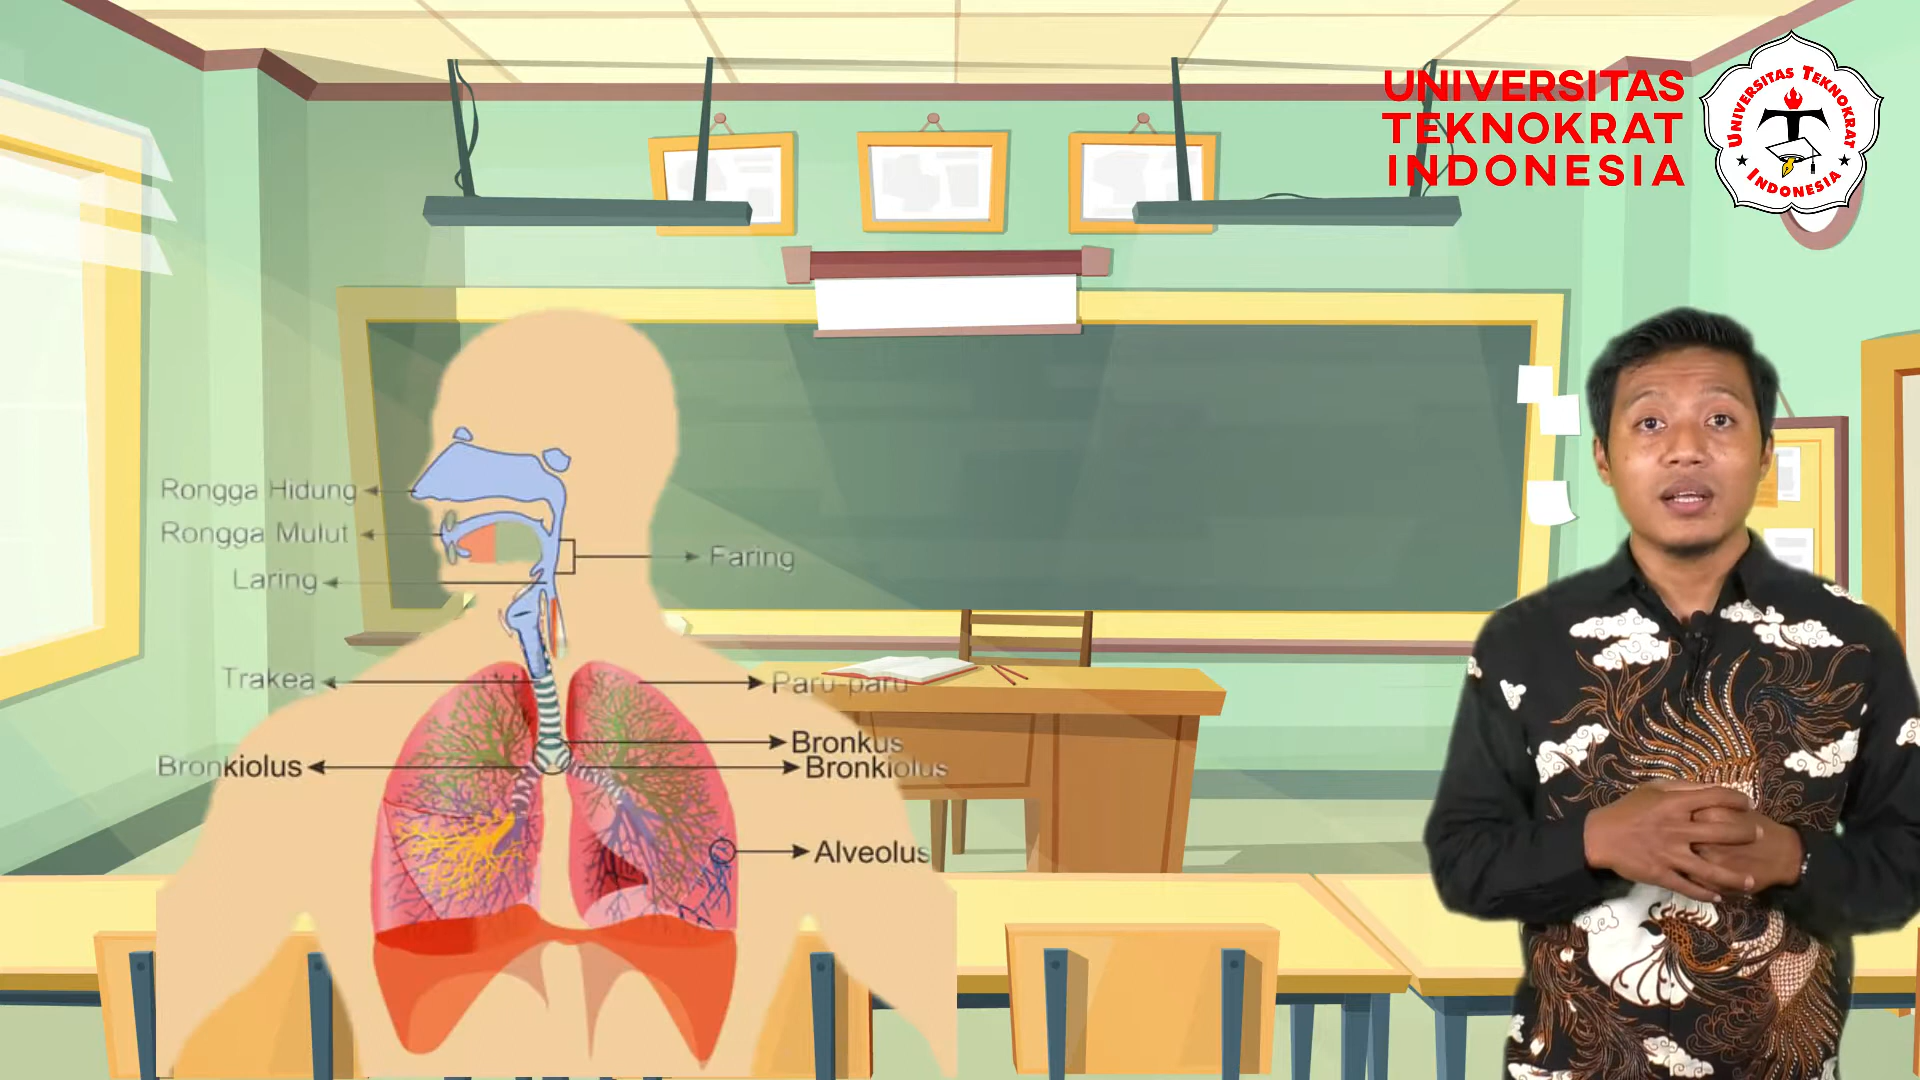 UNIVERSITAS
TEKNOKRAT
INDONESIA
UNIVERSITAS TEKNOKRAT
INDONESIA
Rongga Hidung
Rongga Mulut
Faring
Laring
Trakea
Paru-paru
Bronkus
Bronkiolus
Bronkiolus
Alveolus